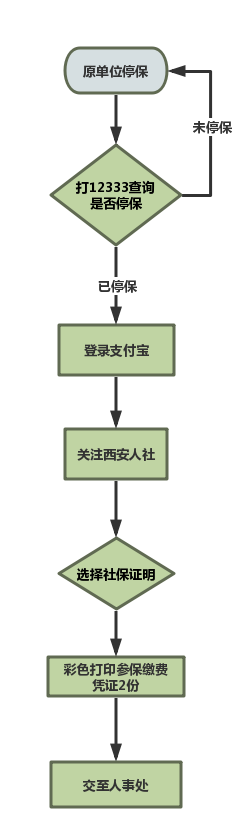 原单位停保
未停保
打12333查询
是否停保
已停保
登录支付宝
关注西安人社
选择社保证明
彩色打印参保缴费
凭证2份
交至人事处